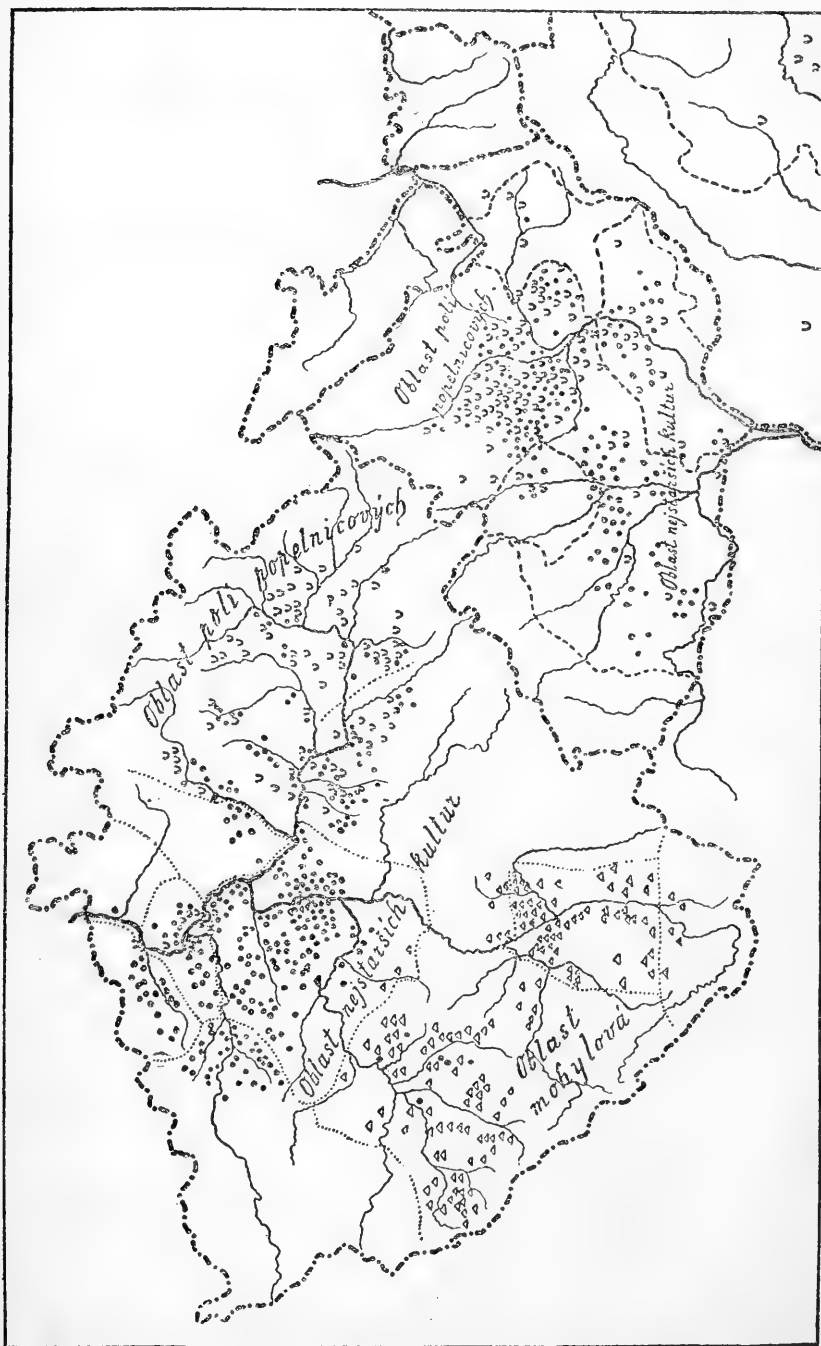 Oblast polí
popelnicových
Oblast polí popelnicových
Oblast nejstarších kultur
Oblast nejstarších kultur
Oblast
mohylová